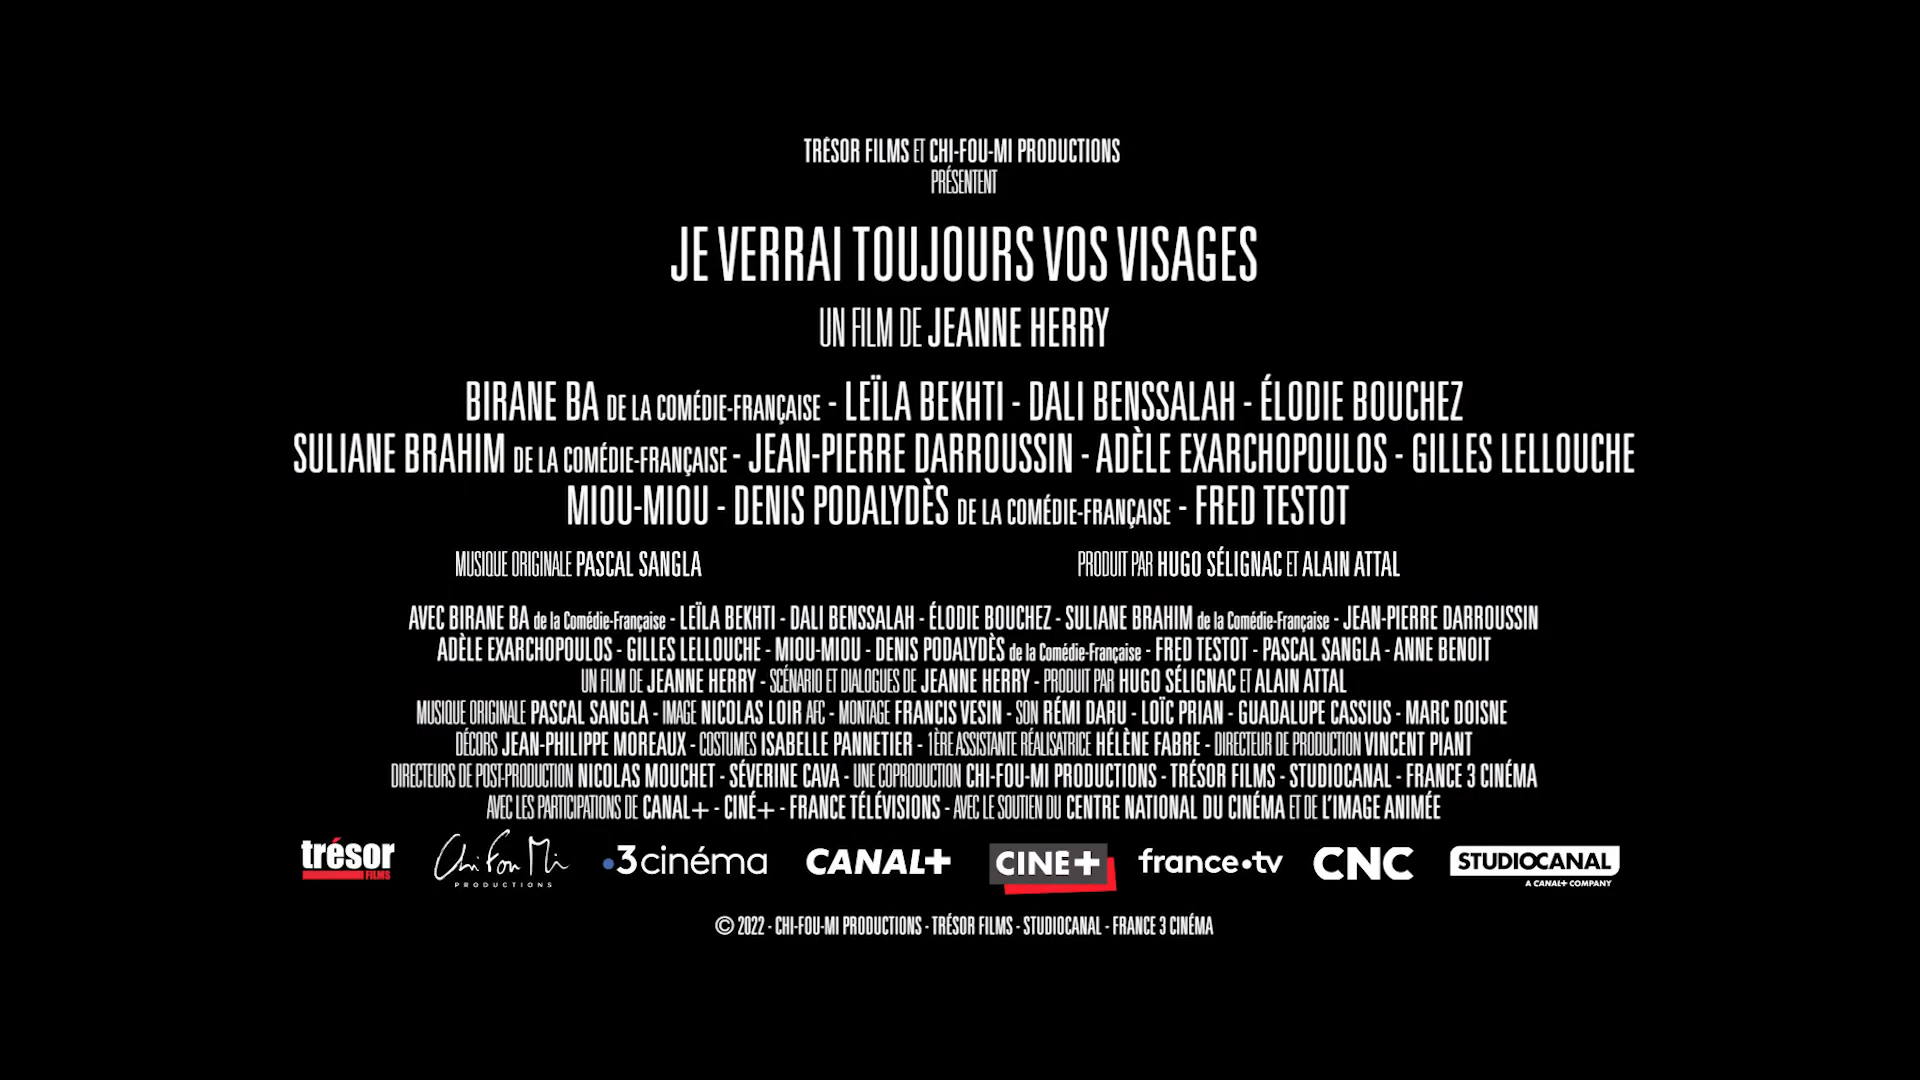 TRÉSOR FILMS ET CHI-FOU-MI PRODUCTIONS
PRÉSENTENT
JE VERRAI TOUJOURS VOS VISAGES
UN FILM DE JEANNE HERRY
BIRANE BA DE LA COMÉDIE-FRANÇAISE - LEÏLA BEKHTI - DALI BENSSALAH - ÉLODIE BOUCHEZ
SULIANE BRAHIM DE LA COMÉDIE-FRANÇAISE - JEAN-PIERRE DARROUSSIN - ADÈLE EXARCHOPOULOS - GILLES LELLOUCHE
MIOU-MIOU - DENIS PODALYDÈS DE LA COMÉDIE-FRANÇAISE - FRED TESTOT
MUSIQUE ORIGINALE PASCAL SANGLA PRODUIT PAR HUGO SÉLIGNAC ET ALAIN ATTAL
AVEC BIRANE BA de la Comédie-Française - LEÏLA BEKHTI - DALI BENSSALAH - ÉLODIE BOUCHEZ - SULIANE BRAHIM de la Comédie-Française - JEAN-PIERRE DARROUSSIN
ADÈLE EXARCHOPOULOS - GILLES LELLOUCHE - MIOU-MIOU - DENIS PODALYDÈS de la Comédie-Française - FRED TESTOT - PASCAL SANGLA - ANNE BENOIT
UN FILM DE JEANNE HERRY - SCÉNARIO ET DIALOGUES DE JEANNE HERRY - PRODUIT PAR HUGO SÉLIGNAC ET ALAIN ATTAL
MUSIQUE ORIGINALE PASCAL SANGLA - IMAGE NICOLAS LOIR AFC - MONTAGE FRANCIS VESIN - SON RÉMI DARU - LOÏC PRIAN - GUADALUPE CASSIUS - MARC DOISNE
DÉCORS JEAN-PHILIPPE MOREAUX - COSTUMES ISABELLE PANNETIER - 1ÈRE ASSISTANTE RÉALISATRICE HÉLÈNE FABRE - DIRECTEUR DE PRODUCTION VINCENT PIANT
DIRECTEURS DE POST-PRODUCTION NICOLAS MOUCHET - SÉVERINE CAVA - UNE COPRODUCTION CHI-FOU-MI PRODUCTIONS - TRÉSOR FILMS - STUDIOCANAL - FRANCE 3 CINÉMA
AVEC LES PARTICIPATIONS DE CANAL+ - CINÉ+ - FRANCE TÉLÉVISIONS - AVEC LE SOUTIEN DU CENTRE NATIONAL DU CINÉMA ET DE L'IMAGE ANIMÉE
trésor FILMS Chi Fou Mi PRODUCTIONS •3cinéma CANAL+ CINE+ france•tv CNC STUDIOCANAL A CANAL+ COMPANY
© 2022 - CHI-FOU-MI PRODUCTIONS - TRÉSOR FILMS - STUDIOCANAL - FRANCE 3 CINÉMA